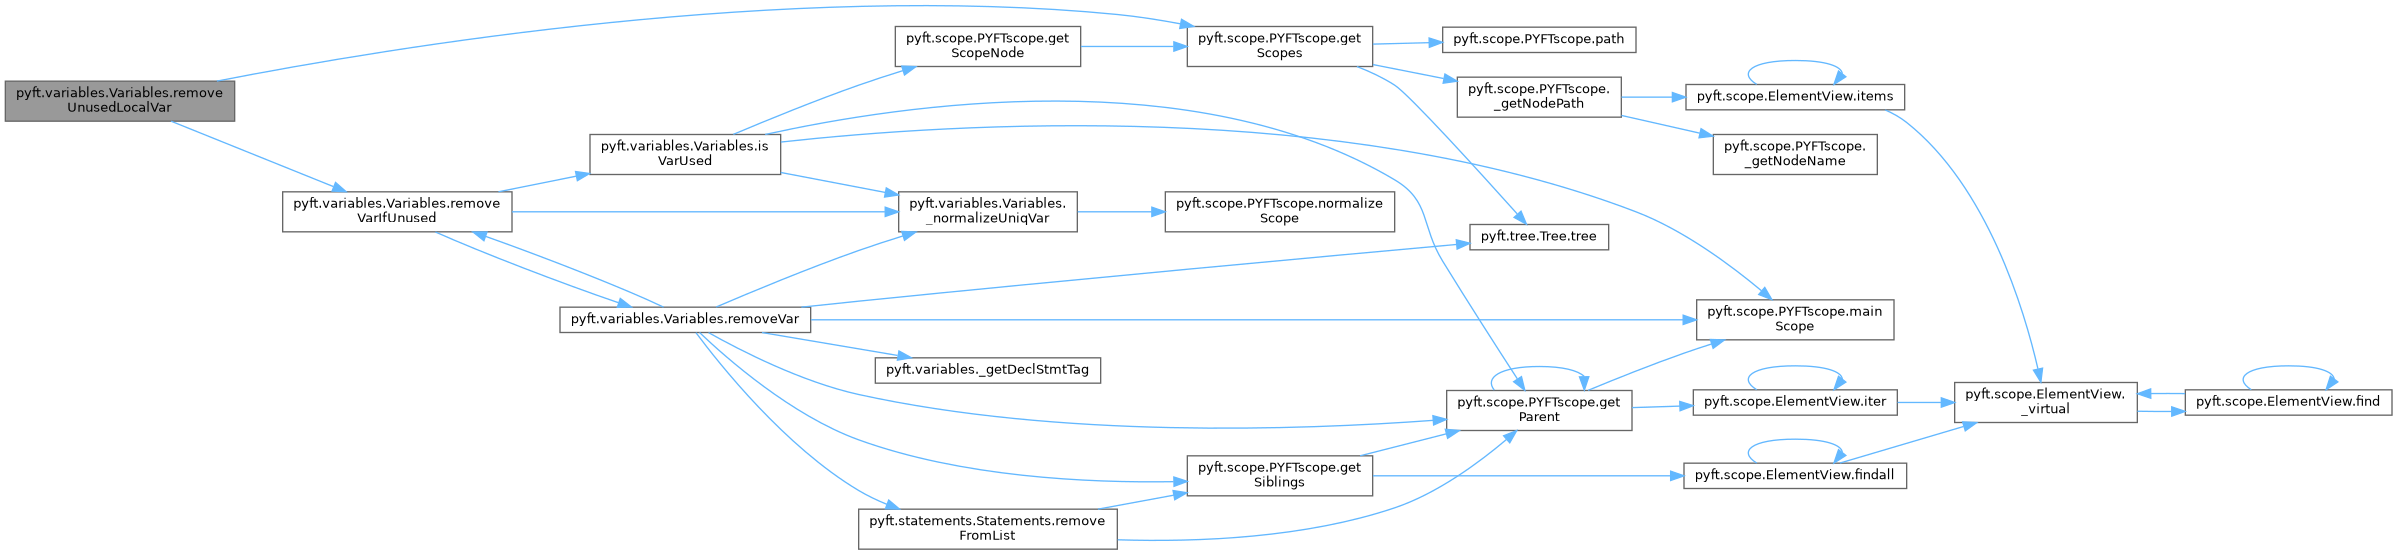 pyft.variables.Variables.remove
UnusedLocalVar
pyft.variables.Variables.remove
VarIfUnused
pyft.variables.Variables.is
VarUsed
pyft.variables.Variables.removeVar
pyft.scope.PYFTscope.get
ScopeNode
pyft.variables.Variables.
_normalizeUniqVar
pyft.variables._getDeclStmtTag
pyft.statements.Statements.remove
FromList
pyft.scope.PYFTscope.get
Scopes
pyft.scope.PYFTscope.normalize
Scope
pyft.scope.PYFTscope.get
Siblings
pyft.scope.PYFTscope.path
pyft.scope.PYFTscope.
_getNodePath
pyft.tree.Tree.tree
pyft.scope.PYFTscope.get
Parent
pyft.scope.ElementView.items
pyft.scope.PYFTscope.
_getNodeName
pyft.scope.PYFTscope.main
Scope
pyft.scope.ElementView.iter
pyft.scope.ElementView.findall
pyft.scope.ElementView.
_virtual
pyft.scope.ElementView.find